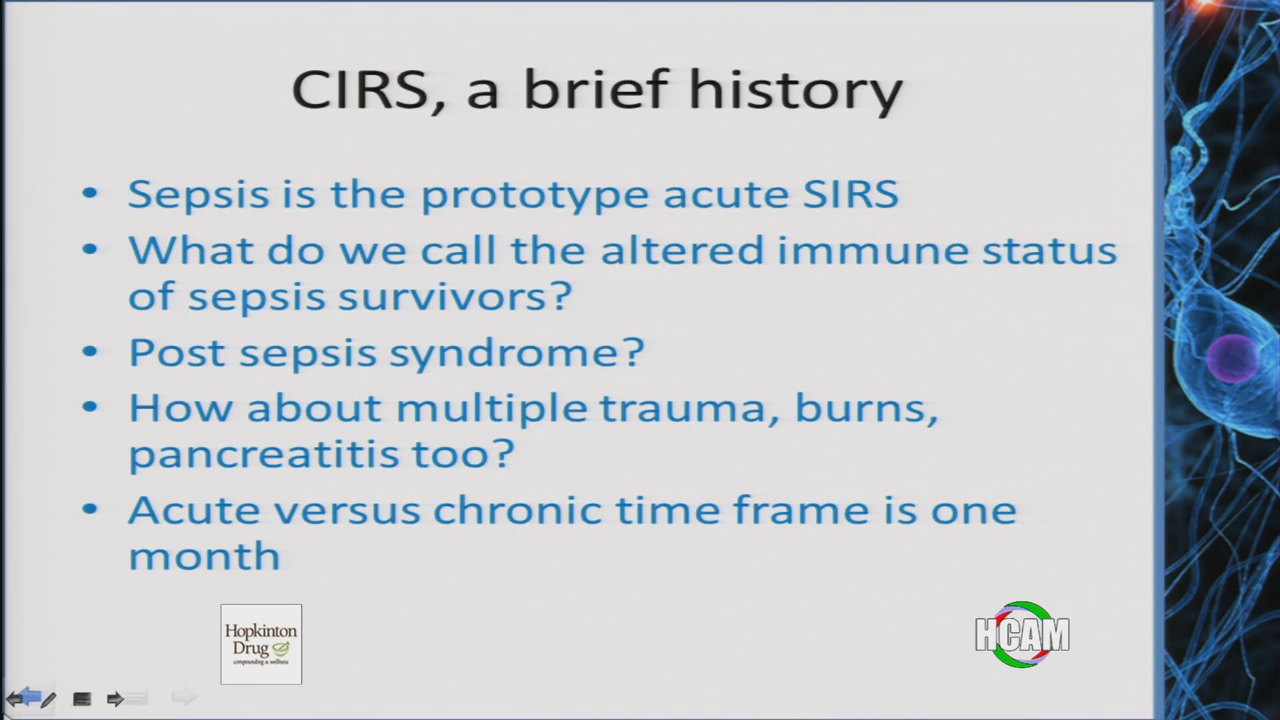 CIRS, a brief history
• Sepsis is the prototype acute SIRS
• What do we call the altered immune status
of sepsis survivors?
• Post sepsis syndrome?
• How about multiple trauma, burns,
pancreatitis too?
• Acute versus chronic time frame is one
month
Hopkinton
Drug
compounding & wellness
HCAM